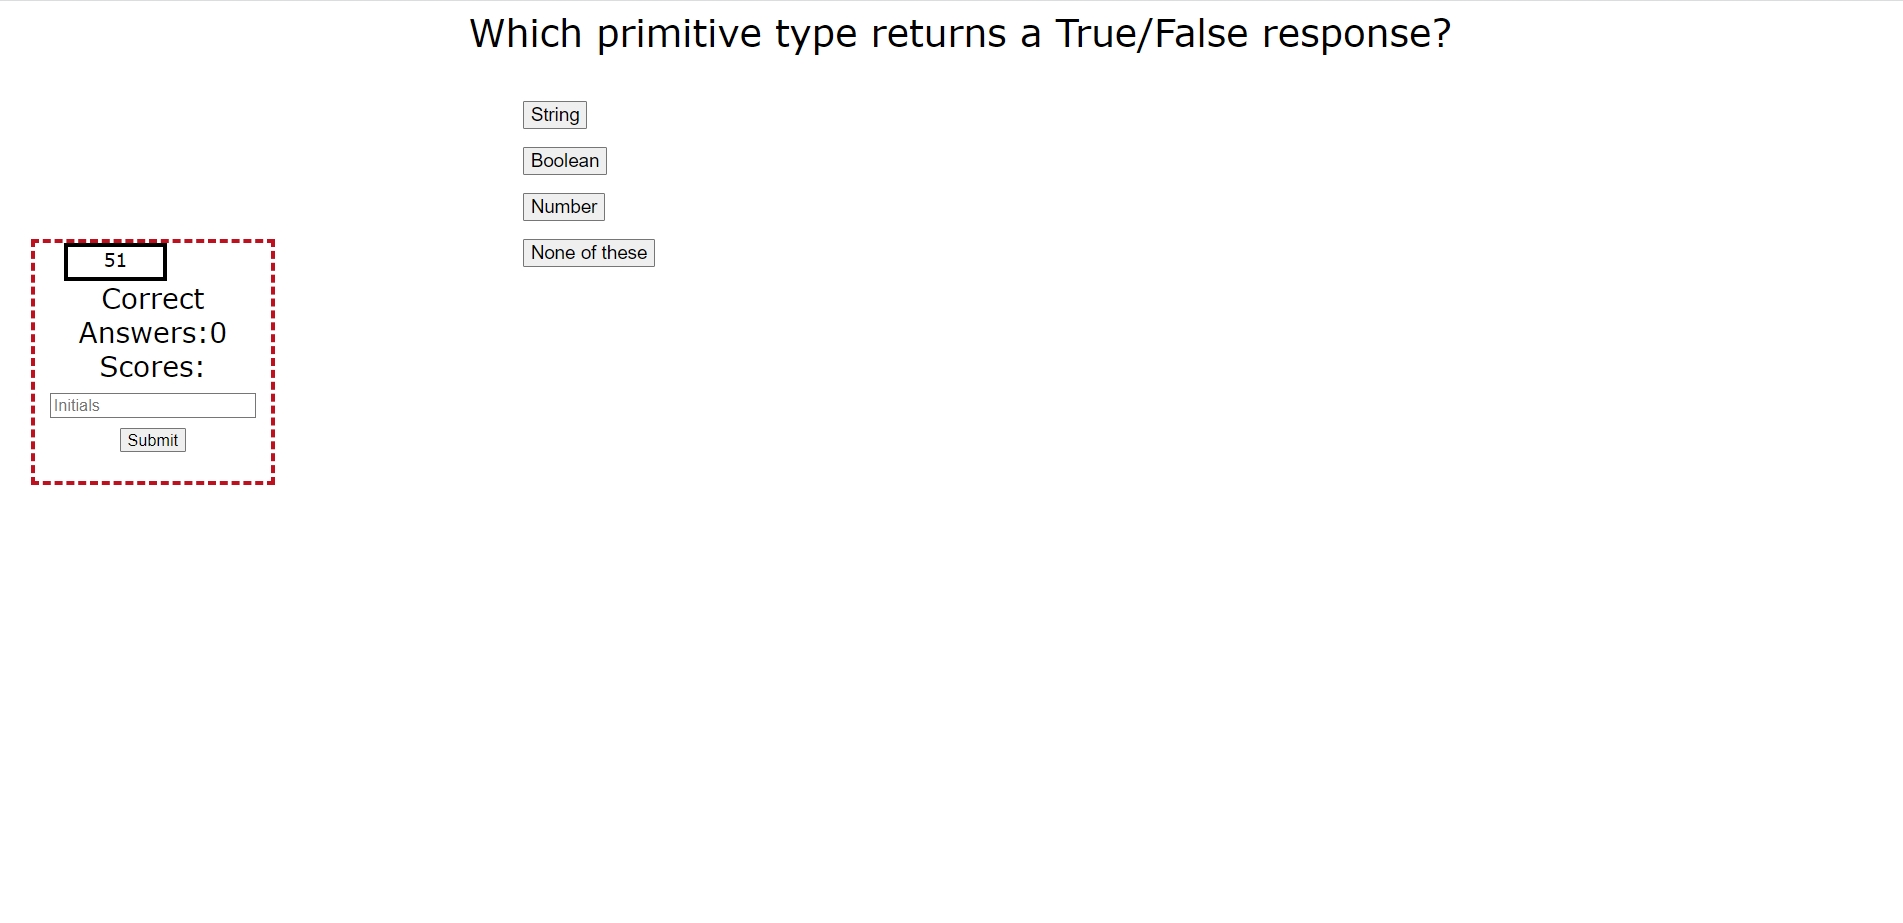 Which primitive type returns a True/False response?
String
Boolean
Number
None of these
51
Correct
Answers:0
Scores:
Initials
Submit